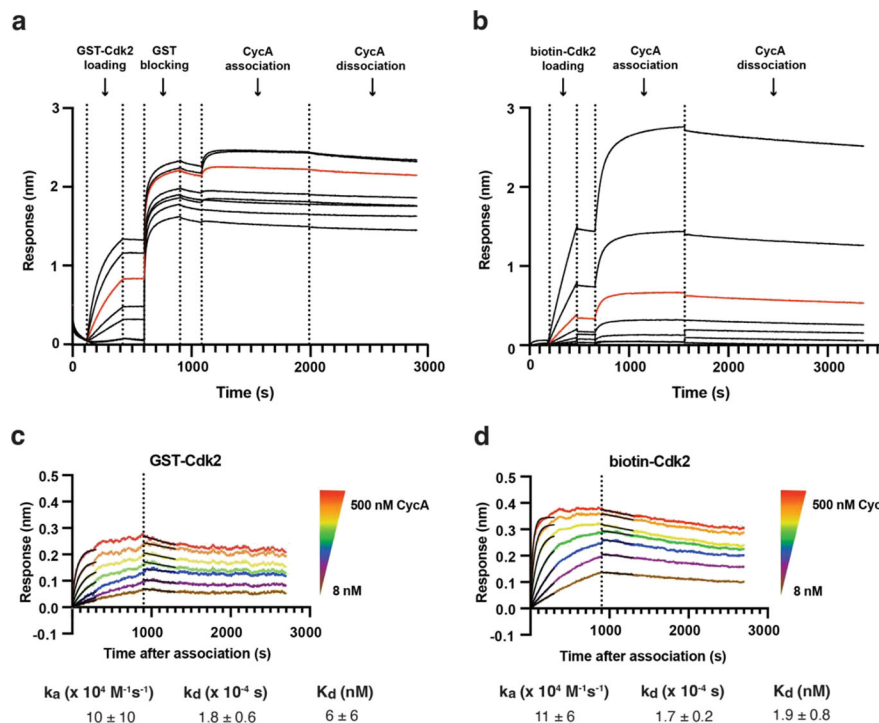 a
GST-Cdk2
loading
GST
blocking
CycA
association
CycA
dissociation
3
2
1
0
Response (nm)
0
1000
2000
3000
Time (s)
b
biotin-Cdk2
loading
CycA
association
CycA
dissociation
3
2
1
0
Response (nm)
0
1000
2000
3000
Time (s)
c
GST-Cdk2
0.5
0.4
0.3
0.2
0.1
0.0
-0.1
Response (nm)
1000
2000
3000
Time after association (s)
500 nM CycA
8 nM
ka (x 10⁴ M⁻¹s⁻¹) kd (x 10⁻⁴ s) Kd (nM)
10 ± 10 1.8 ± 0.6 6 ± 6
d
biotin-Cdk2
0.5
0.4
0.3
0.2
0.1
0.0
-0.1
Response (nm)
1000
2000
3000
Time after association (s)
500 nM Cyc
8 nM
ka (x 10⁴ M⁻¹s⁻¹) kd (x 10⁻⁴ s) Kd (nM)
11 ± 6 1.7 ± 0.2 1.9 ± 0.8